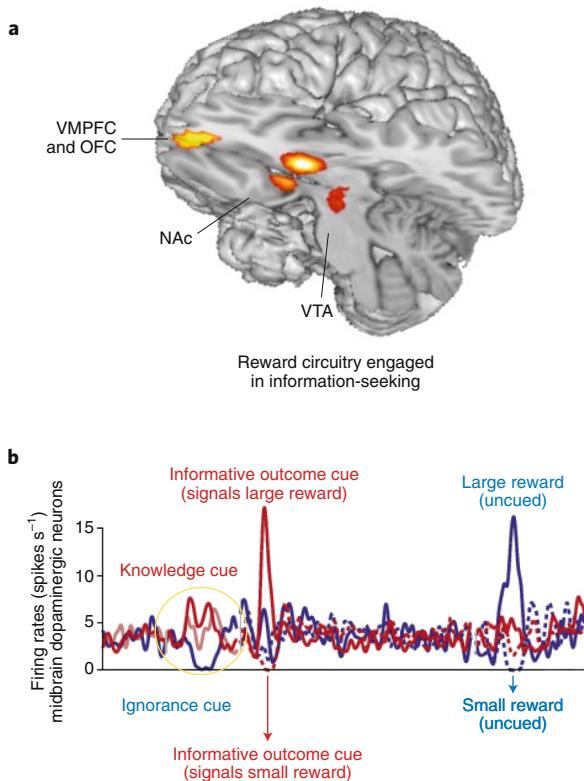 a
VMPFC
and OFC
NAc
VTA
Reward circuitry engaged
in information-seeking
b
Informative outcome cue
(signals large reward)
Large reward
(uncued)
Knowledge cue
Firing rates (spikes s⁻¹)
midbrain dopaminergic neurons
15
10
5
0
Ignorance cue
Small reward
(uncued)
Informative outcome cue
(signals small reward)